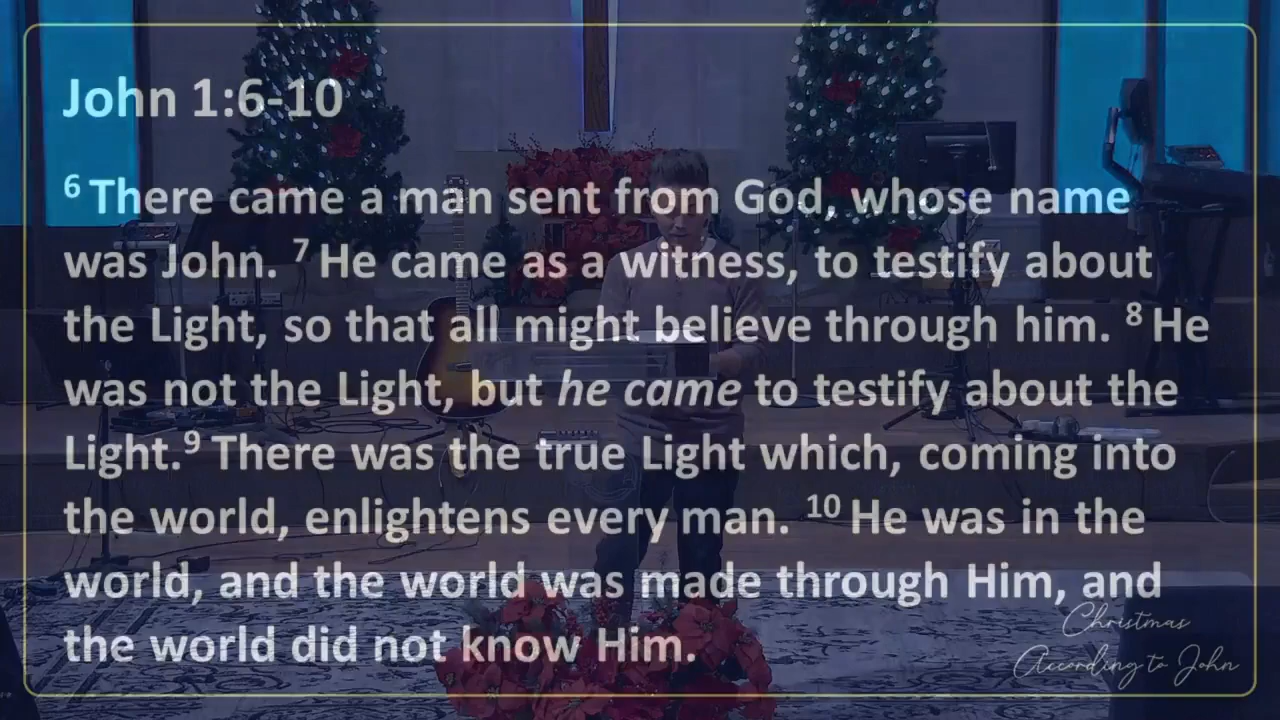 John 1:6-10
6 There came a man sent from God, whose name
was John. 7 He came as a witness, to testify about
the Light, so that all might believe through him. 8 He
was not the Light, but he came to testify about the
Light.9 There was the true Light which, coming into
the world, enlightens every man. 10 He was in the
world, and the world was made through Him, and
the world did not know Him.
Christmas
According to John